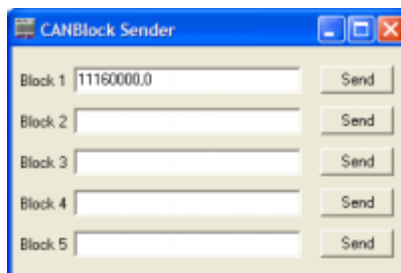 CANBlock Sender
Block 1 11160000,0 Send
Block 2 Send
Block 3 Send
Block 4 Send
Block 5 Send